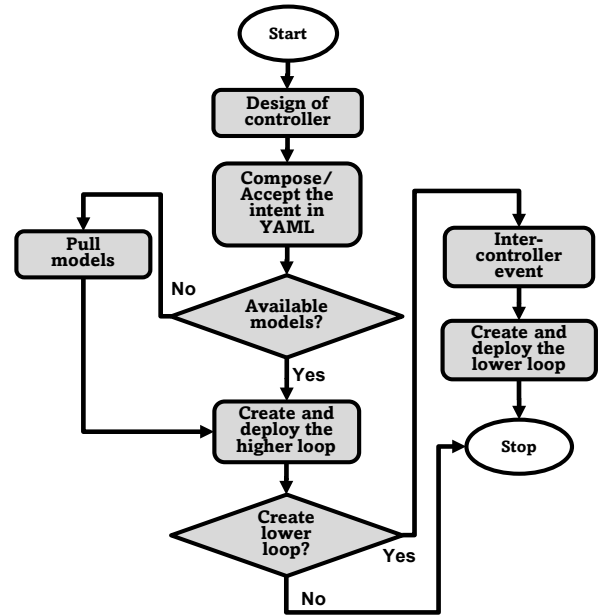 Start
Design of
controller
Compose/
Accept the
intent in
YAML
Pull
models
No
Available
models?
Yes
Create and
deploy the
higher loop
Create
lower
loop?
Yes
No
Inter-
controller
event
Create and
deploy the
lower loop
Stop